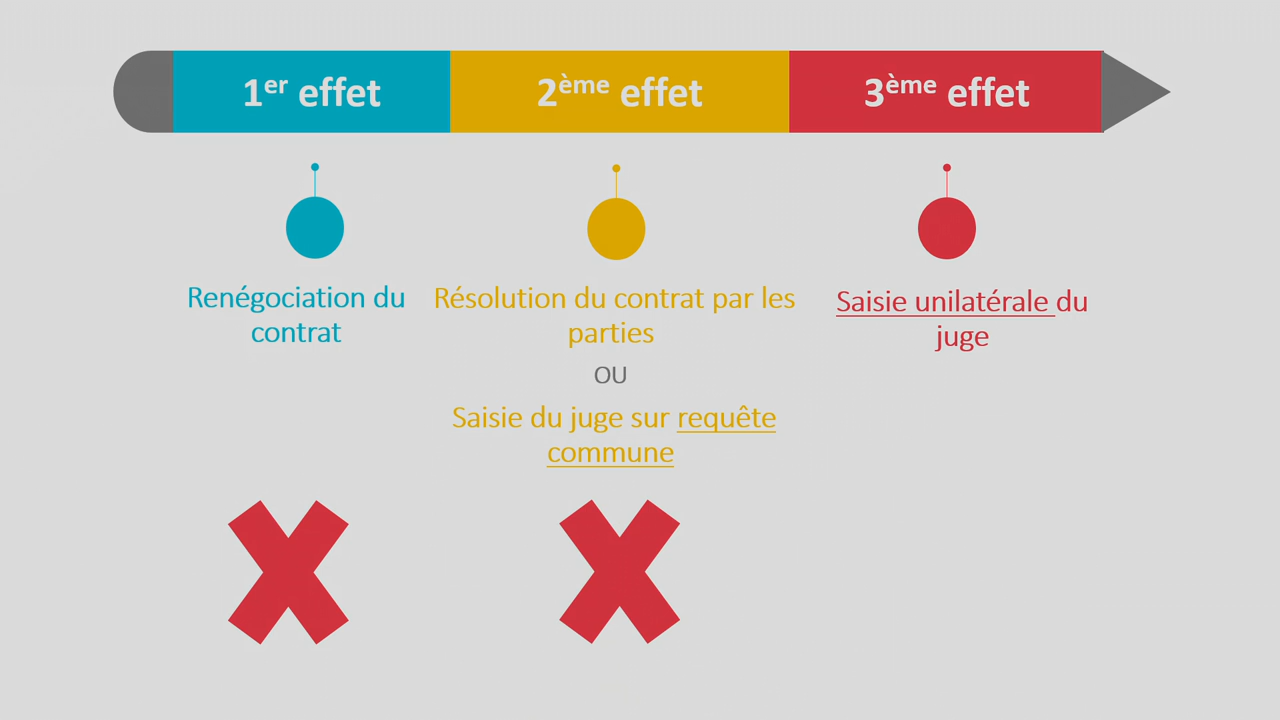 1er effet
2ème effet
3ème effet
Renégociation du
contrat
Résolution du contrat par les
parties
OU
Saisie du juge sur requête
commune
Saisie unilatérale du
juge